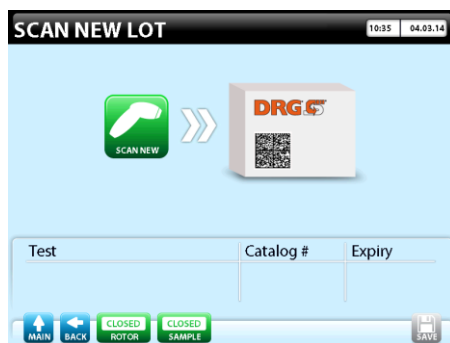 SCAN NEW LOT 10:35 04.03.14
SCAN NEW
DRG
Test Catalog # Expiry
MAIN BACK CLOSED ROTOR CLOSED SAMPLE SAVE